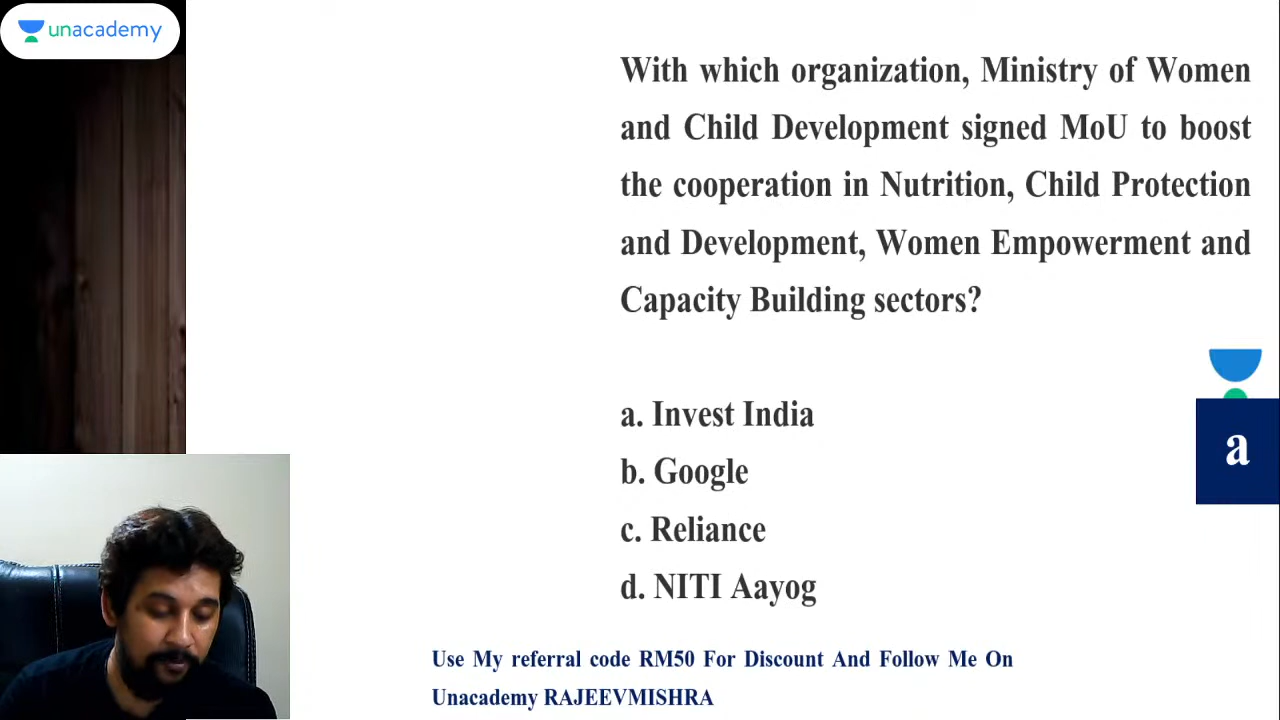 unacademy
With which organization, Ministry of Women
and Child Development signed MoU to boost
the cooperation in Nutrition, Child Protection
and Development, Women Empowerment and
Capacity Building sectors?
a. Invest India
a
b. Google
c. Reliance
d. NITI Aayog
Use My referral code RM50 For Discount And Follow Me On
Unacademy RAJEEVMISHRA